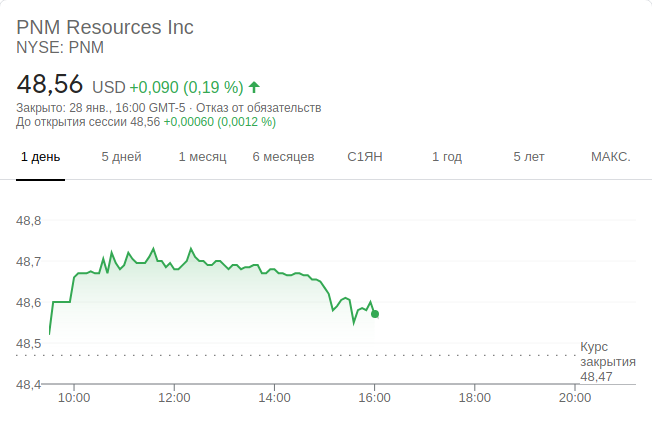 PNM Resources Inc
NYSE: PNM
48,56 USD +0,090 (0,19 %)
Закрыто: 28 янв., 16:00 GMT-5 · Отказ от обязательств
До открытия сессии 48,56 +0,00060 (0,0012 %)
1 день 5 дней 1 месяц 6 месяцев С1ЯН 1 год 5 лет МАКС.
48,8
48,7
48,6
48,5
Курс
закрытия
48,47
48,4
10:00 12:00 14:00 16:00 18:00 20:00